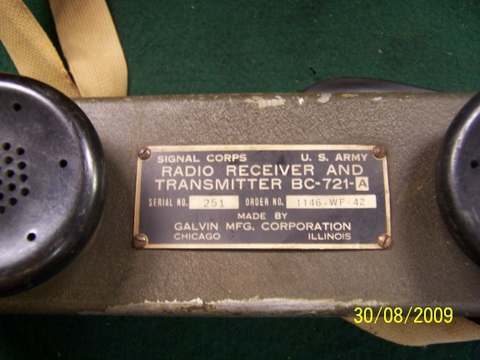 SIGNAL CORPS U. S. ARMY
RADIO RECEIVER AND
TRANSMITTER BC-721-A
SERIAL NO. 251 ORDER NO. 1146-WF-42
MADE BY
GALVIN MFG. CORPORATION
CHICAGO ILLINOIS
30/08/2009